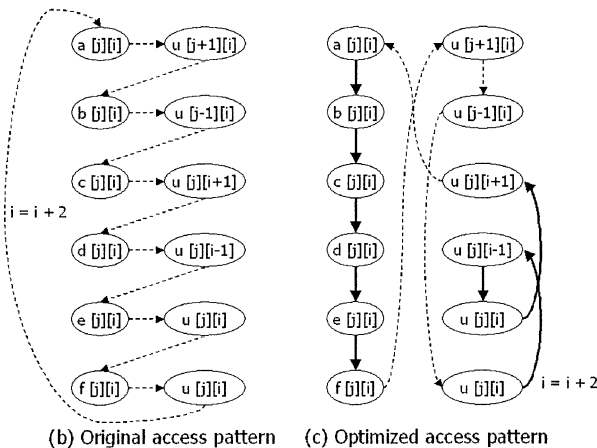 a [j][i] u [j+1][i] a [j][i] u [j+1][i]
b [j][i] u [j-1][i] b [j][i] u [j-1][i]
c [j][i] u [j][i+1] c [j][i] u [j][i+1]
i = i + 2
d [j][i] u [j][i-1] d [j][i] u [j][i-1]
e [j][i] u [j][i] e [j][i] u [j][i]
f [j][i] u [j][i] f [j][i] u [j][i] i = i + 2
(b) Original access pattern (c) Optimized access pattern